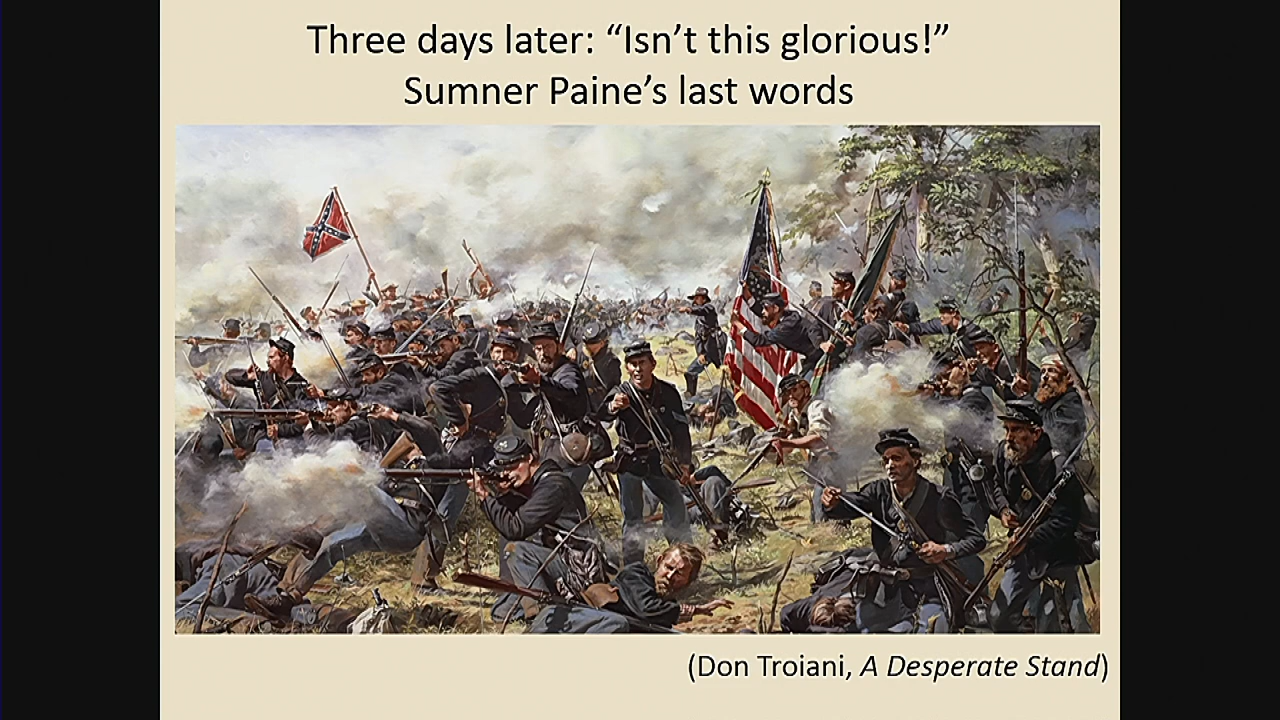 Three days later: “Isn’t this glorious!”
Sumner Paine’s last words
(Don Troiani, A Desperate Stand)